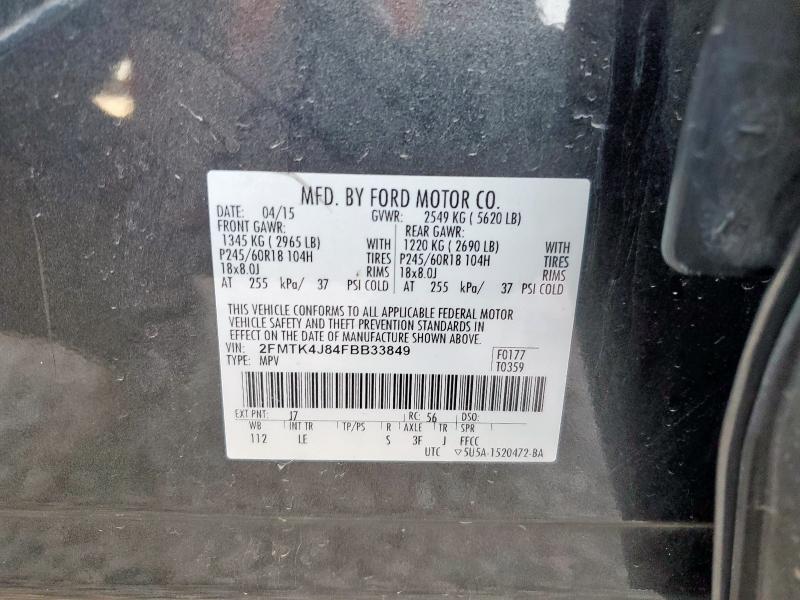 MFD. BY FORD MOTOR CO.
DATE: 04/15 GVWR: 2549 KG ( 5620 LB)
FRONT GAWR: REAR GAWR:
1345 KG ( 2965 LB) WITH 1220 KG ( 2690 LB) WITH
P245/60R18 104H TIRES P245/60R18 104H TIRES
18x8.0J RIMS 18x8.0J RIMS
AT 255 kPa/ 37 PSI COLD AT 255 kPa/ 37 PSI COLD
THIS VEHICLE CONFORMS TO ALL APPLICABLE FEDERAL MOTOR
VEHICLE SAFETY AND THEFT PREVENTION STANDARDS IN
EFFECT ON THE DATE OF MANUFACTURE SHOWN ABOVE.
VIN: 2FMTK4J84FBB33849 F0177
TYPE: MPV T0359
EXT PNT: J7 RC: 56 DSO:
WB INT TR TP/PS R AXLE TR SPR
112 LE S 3F J FFCC
UTC ▽5U5A-1520472-BA